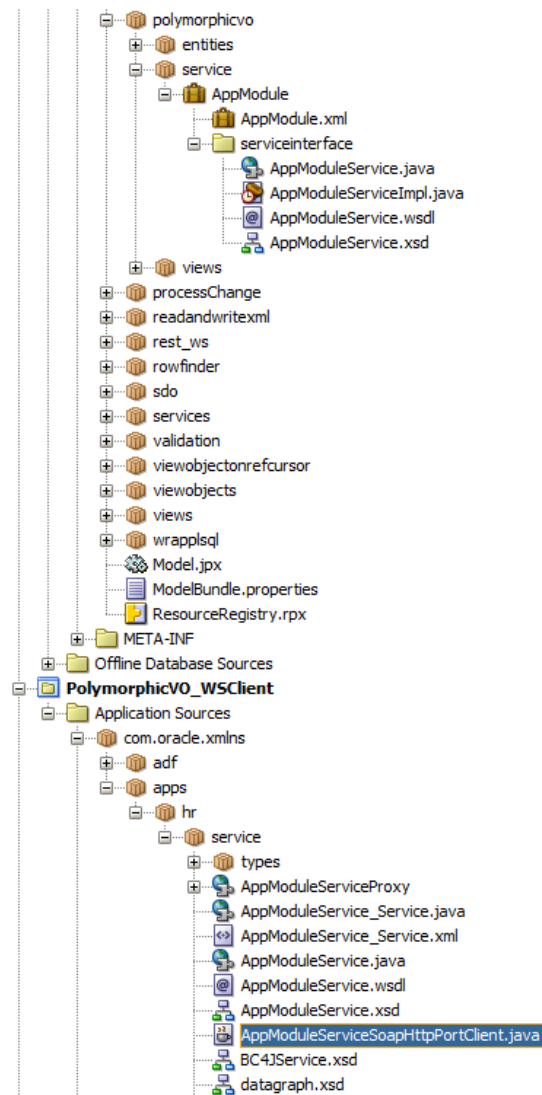 polymorphicvo
entities
service
AppModule
AppModule.xml
serviceinterface
AppModuleService.java
AppModuleServiceImpl.java
AppModuleService.wsdl
AppModuleService.xsd
views
processChange
readandwritexml
rest_ws
rowfinder
sdo
services
validation
viewobjectonrefcursor
viewobjects
views
wrapplsql
Model.jpx
ModelBundle.properties
ResourceRegistry.rpx
META-INF
Offline Database Sources
PolymorphicVO_WSClient
Application Sources
com.oracle.xmlns
adf
apps
hr
service
types
AppModuleServiceProxy
AppModuleService_Service.java
AppModuleService_Service.xml
AppModuleService.java
AppModuleService.wsdl
AppModuleService.xsd
AppModuleServiceSoapHttpPortClient.java
BC4JService.xsd
datagraph.xsd